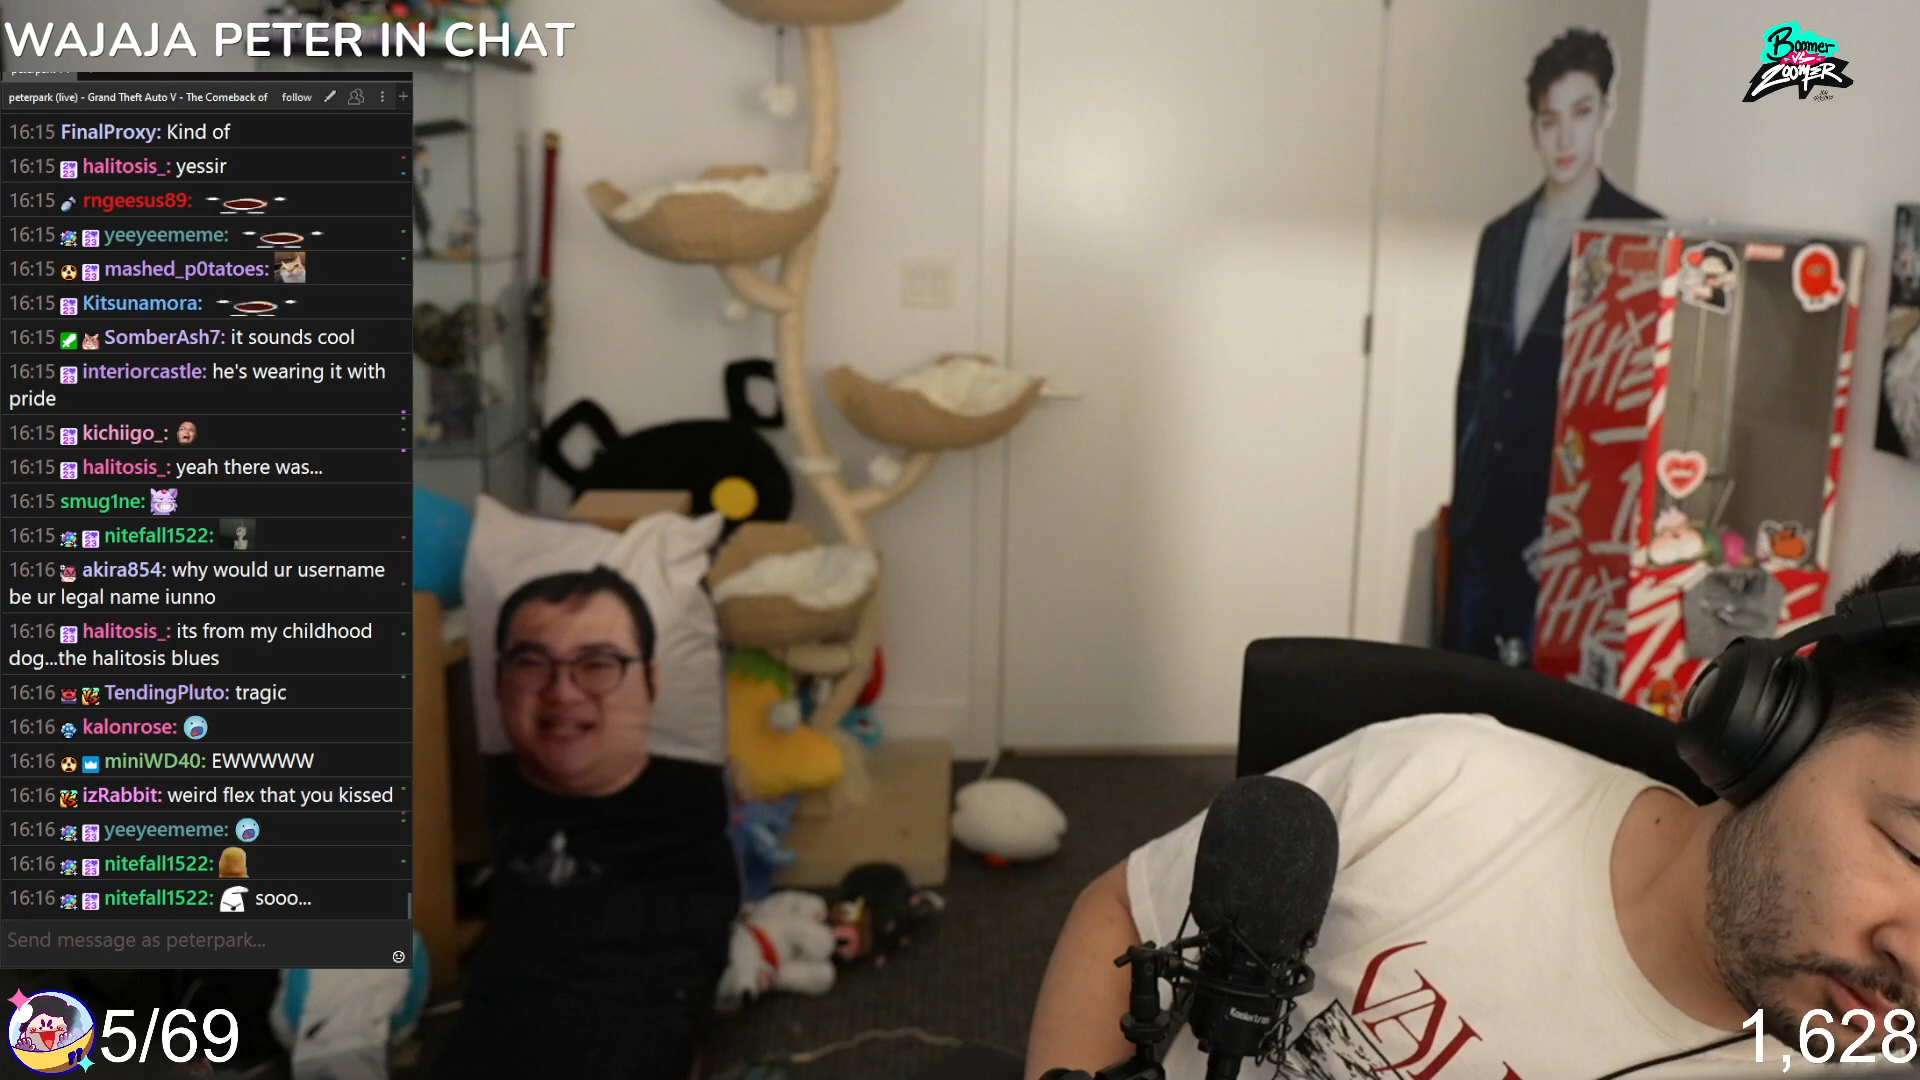 WAJAJA PETER IN CHAT
Boomer
VS
ZOOMER
peterpark (live) - Grand Theft Auto V - The Comeback of follow
16:15 FinalProxy: Kind of
16:15 halitosis_: yessir
16:15 rngeesus89:
16:15 yeeyeememe:
16:15 mashed_p0tatoes:
16:15 Kitsunamora:
16:15 SomberAsh7: it sounds cool
16:15 interiorcastle: he's wearing it with
pride
16:15 kichiigo_:
16:15 halitosis_: yeah there was...
16:15 smug1ne:
16:15 nitefall1522:
16:16 akira854: why would ur username
be ur legal name iunno
16:16 halitosis_: its from my childhood
dog...the halitosis blues
16:16 TendingPluto: tragic
16:16 kalonrose:
16:16 miniWD40: EWWWWW
16:16 izRabbit: weird flex that you kissed
16:16 yeeyeememe:
16:16 nitefall1522:
16:16 nitefall1522: sooo...
Send message as peterpark...
5/69
1,628